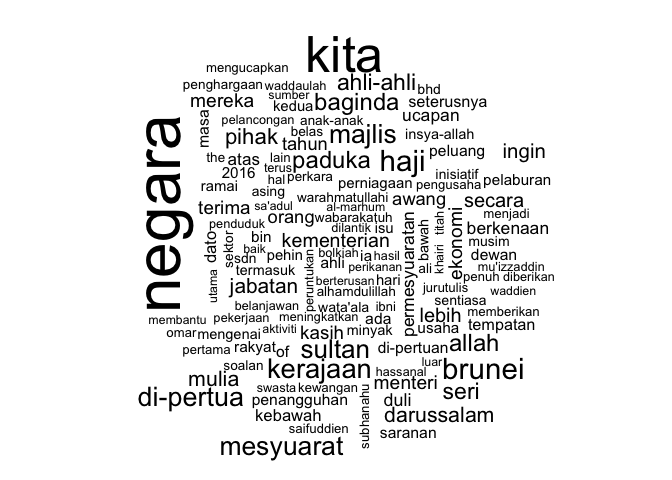 kita
mengucapkan
penghargaan waddaulah ahli-ahli bhd
mereka sumber kedua baginda seterusnya
masa pelancongan anak-anak ucapan
pihak belas tahun majlis insya-allah
negara
the atas lain terus paduka haji peluang ingin
2016 hal perkara inisiatif
ramai asing perniagaan pengusaha pelaburan
warahmatullahi awang secara
terima sa'adul al-marhum
orang wabarakatuh menjadi
penduduk dilantik isu titah berkenaan
dato bin kementerian permesyuaratan bawah ekonomi musim
sektor baik bolkiah khairi dewan
sdn pehin ahli ia hasil
termasuk perikanan ali mu'izzaddin
utama jabatan peruntukan berterusan hari penuh diberikan
alhamdulillah jurutulis waddien
belanjawan wata'ala ibni sentiasa
membantu pekerjaan meningkatkan ada lebih memberikan
omar mengenai aktiviti kasih minyak usaha tempatan
pertama rakyat of sultan di-pertuan allah
soalan kerajaan luar brunei
mulia hassanal
swasta kewangan menteri seri
di-pertua penangguhan duli
kebawah subhanahu darussalam
saifuddien saranan
mesyuarat